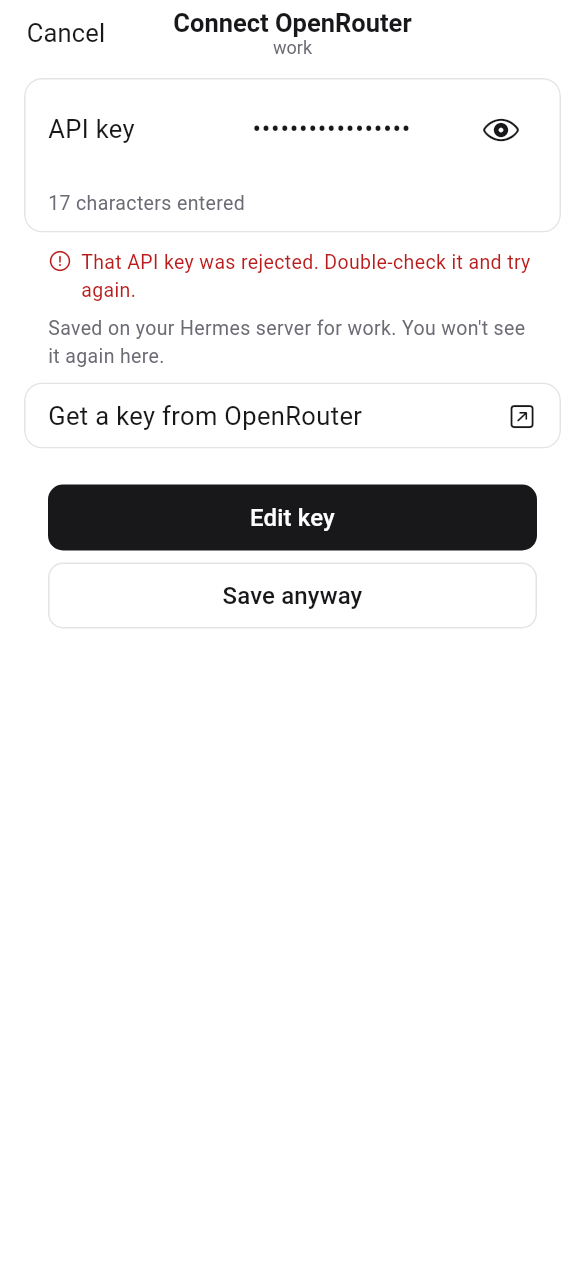 Cancel
Connect OpenRouter
work
API key
•••••••••••••••••
17 characters entered
That API key was rejected. Double-check it and try
again.
Saved on your Hermes server for work. You won't see
it again here.
Get a key from OpenRouter
Edit key
Save anyway